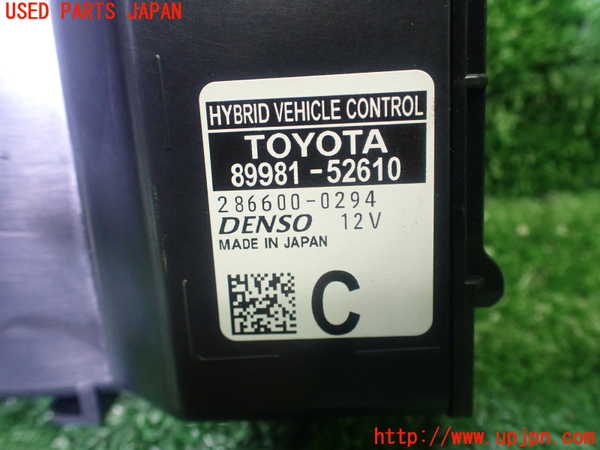 USED PARTS JAPAN
HYBRID VEHICLE CONTROL
TOYOTA
89981-52610
286600-0294
DENSO 12V
MADE IN JAPAN
C
http://www.upjpn.com